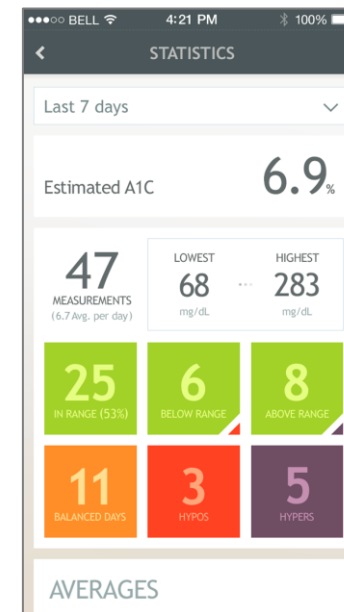 BELL 4:21 PM 100%
STATISTICS
Last 7 days
Estimated A1C 6.9%
47
MEASUREMENTS
(6.7 Avg. per day)
LOWEST
68
mg/dL
...
HIGHEST
283
mg/dL
25
IN RANGE (53%)
6
BELOW RANGE
8
ABOVE RANGE
11
BALANCED DAYS
3
HYPOS
5
HYPERS
AVERAGES